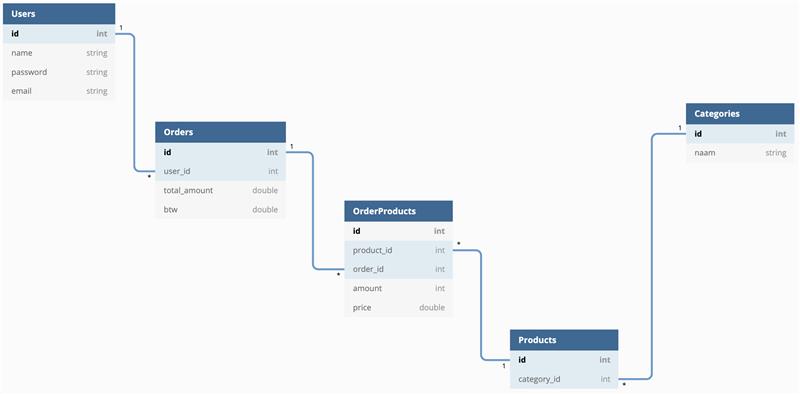 Users
id int
name string
password string
email string
1
*
Orders
id int
user_id int
total_amount double
btw double
1
*
OrderProducts
id int
product_id int
order_id int
amount int
price double
*
1
Products
id int
category_id int
*
1
Categories
id int
naam string